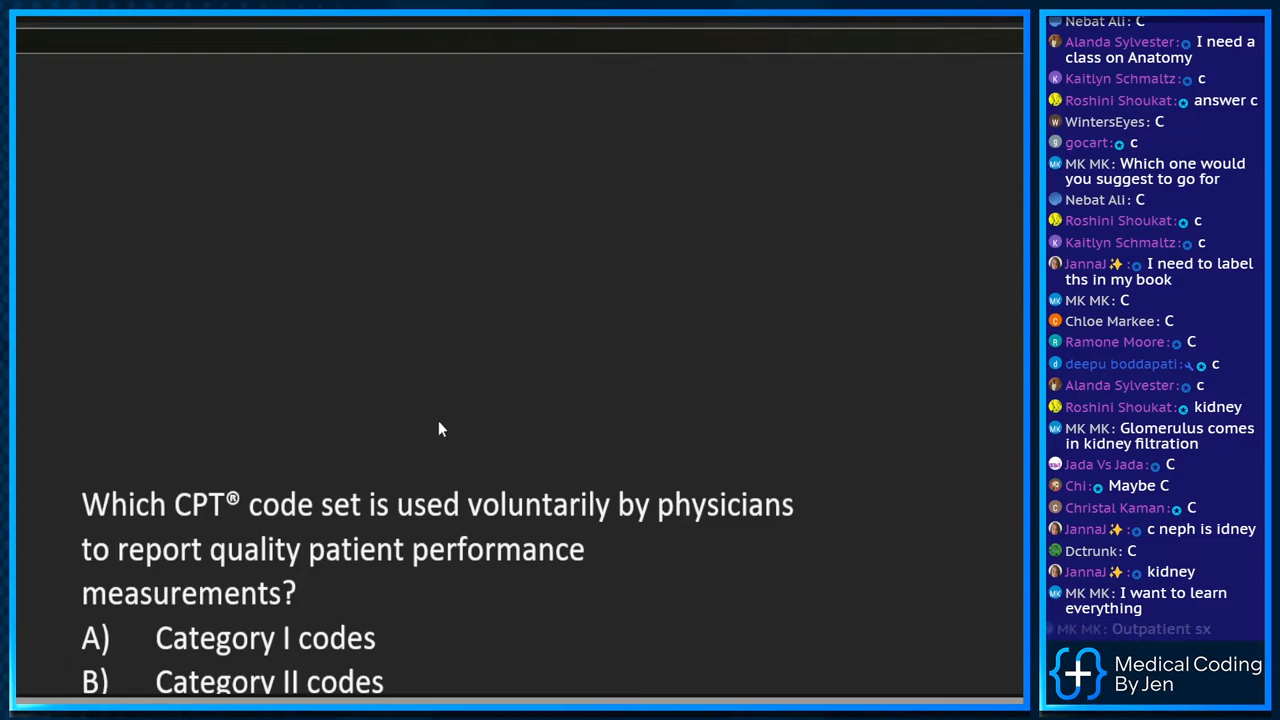 Which CPT® code set is used voluntarily by physicians
to report quality patient performance
measurements?
A) Category I codes
B) Category II codes
Nebat Ali: C
Alanda Sylvester: I need a
class on Anatomy
Kaitlyn Schmaltz: c
Roshini Shoukat: answer c
WintersEyes: C
gocart: c
MK MK: Which one would
you suggest to go for
Nebat Ali: C
Roshini Shoukat: c
Kaitlyn Schmaltz: c
JannaJ✨: I need to label
ths in my book
MK MK: C
Chloe Markee: C
Ramone Moore: C
deepu boddapati: c
Alanda Sylvester: c
Roshini Shoukat: kidney
MK MK: Glomerulus comes
in kidney filtration
Jada Vs Jada: C
Chi: Maybe C
Christal Kaman: C
JannaJ✨: c neph is idney
Dctrunk: C
JannaJ✨: kidney
MK MK: I want to learn
everything
MK MK: Outpatient sx
Medical Coding
By Jen